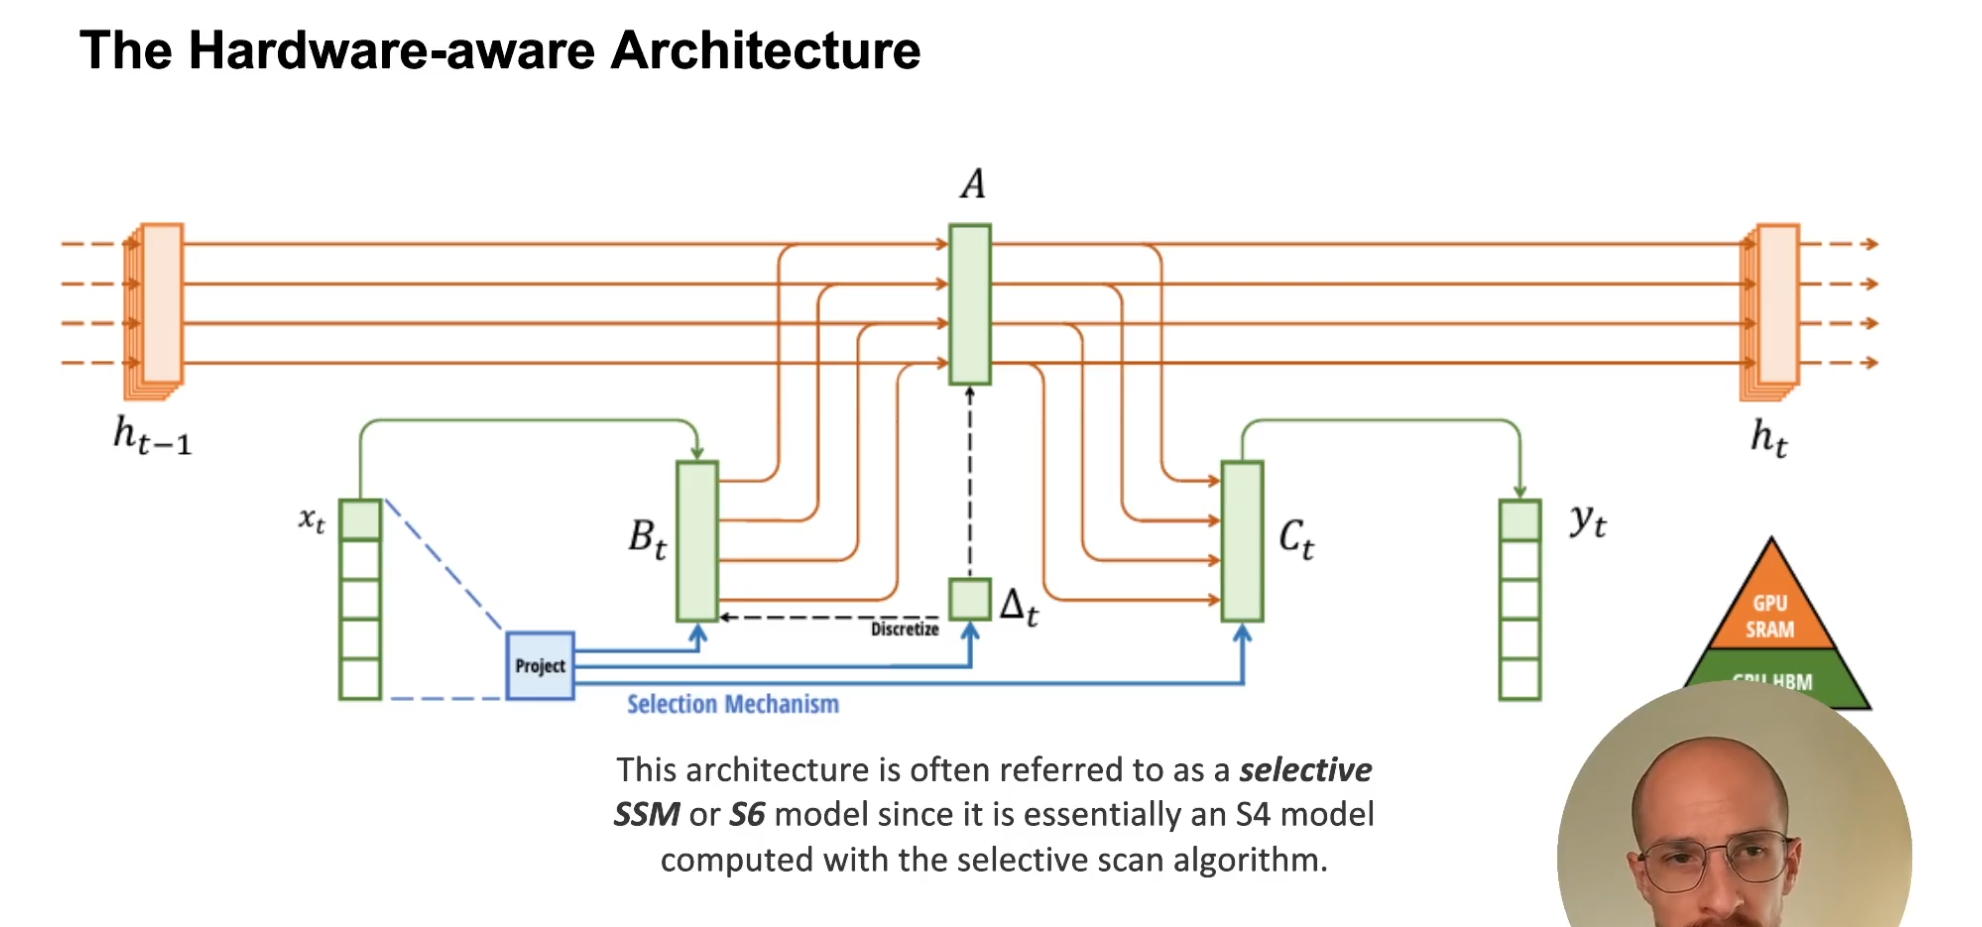 The Hardware-aware Architecture
A
h_{t-1}
h_t
x_t
B_t
C_t
y_t
Δ_t
GPU
SRAM
Discretize
Project
GPU HBM
Selection Mechanism
This architecture is often referred to as a selective
SSM or S6 model since it is essentially an S4 model
computed with the selective scan algorithm.